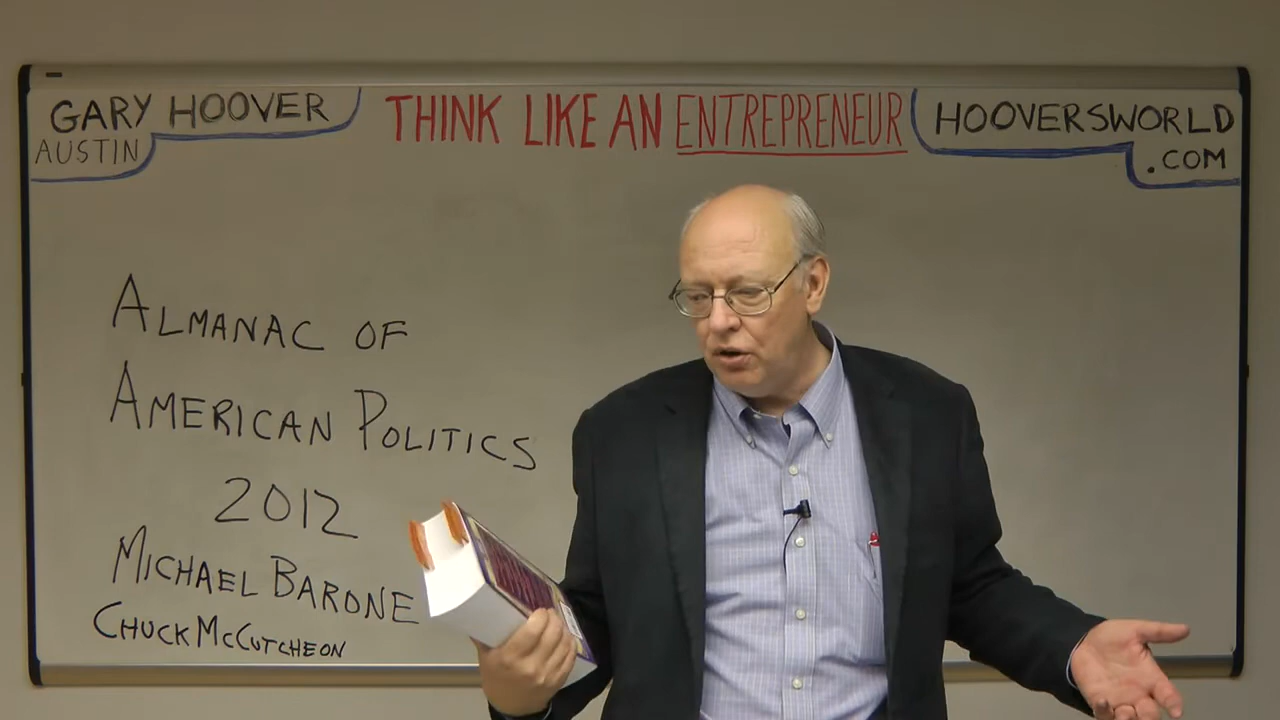 GARY HOOVER
AUSTIN
THINK LIKE AN ENTREPRENEUR
HOOVERSWORLD
.COM
ALMANAC OF
AMERICAN POLITICS
2012
MICHAEL BARONE
CHUCK MCCUTCHEON